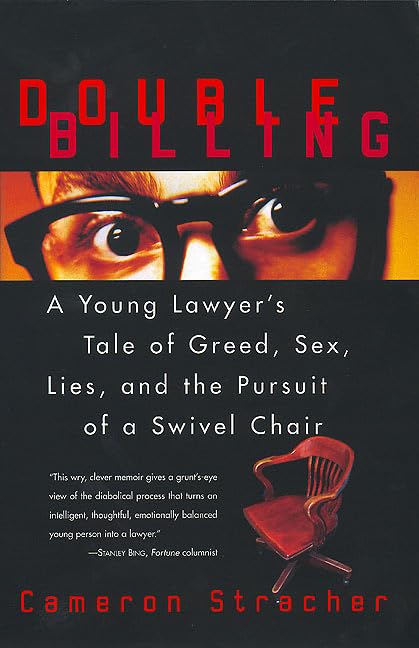 DOUBLE
BILLING
A Young Lawyer's
Tale of Greed, Sex,
Lies, and the Pursuit
of a Swivel Chair
"This wry, clever memoir gives a grunt's-eye
view of the diabolical process that turns an
intelligent, thoughtful, emotionally balanced
young person into a lawyer."
—STANLEY BING, Fortune columnist
Cameron Stracher